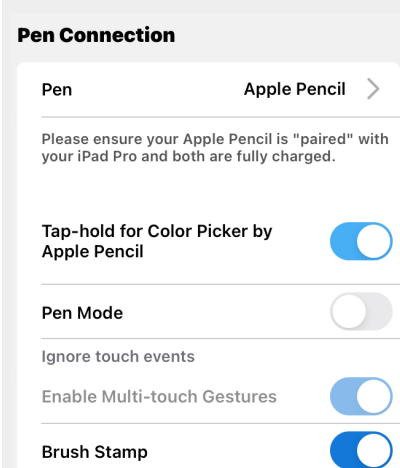 Pen Connection
Pen Apple Pencil
Please ensure your Apple Pencil is "paired" with
your iPad Pro and both are fully charged.
Tap-hold for Color Picker by
Apple Pencil
Pen Mode
Ignore touch events
Enable Multi-touch Gestures
Brush Stamp